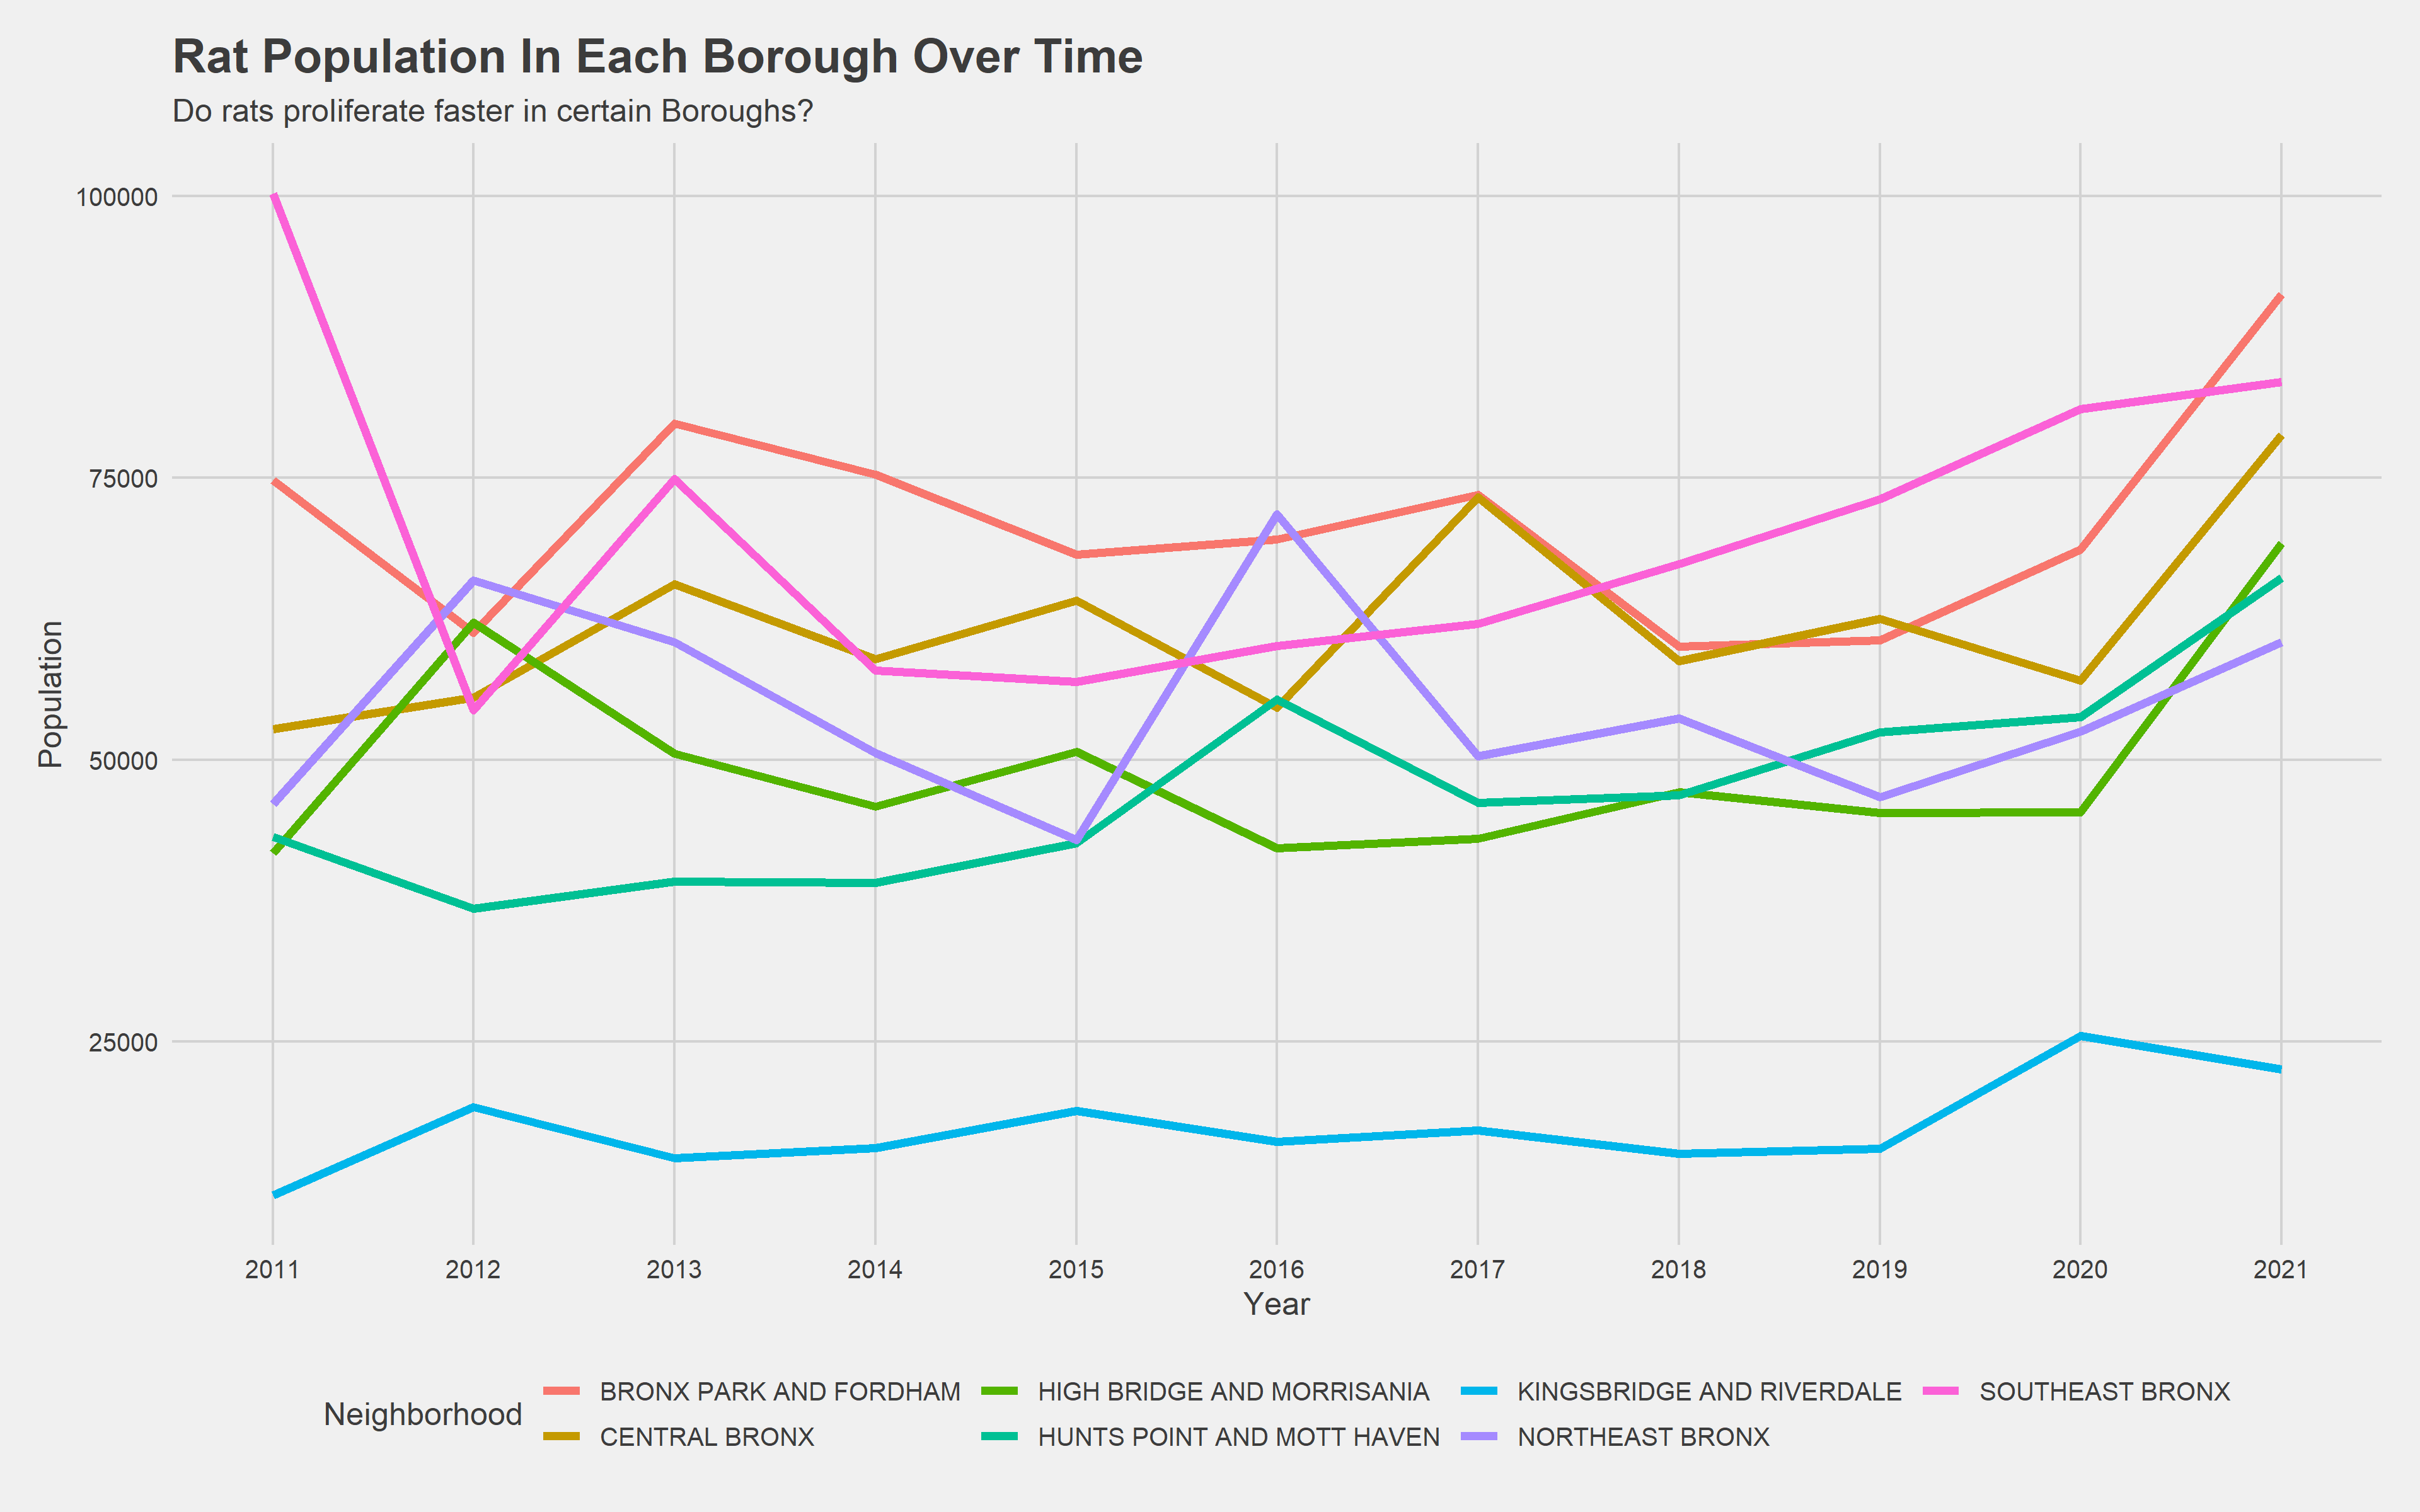 Rat Population In Each Borough Over Time
Do rats proliferate faster in certain Boroughs?
Population
100000
75000
50000
25000
2011 2012 2013 2014 2015 2016 2017 2018 2019 2020 2021
Year
Neighborhood
BRONX PARK AND FORDHAM HIGH BRIDGE AND MORRISANIA KINGSBRIDGE AND RIVERDALE SOUTHEAST BRONX
CENTRAL BRONX HUNTS POINT AND MOTT HAVEN NORTHEAST BRONX